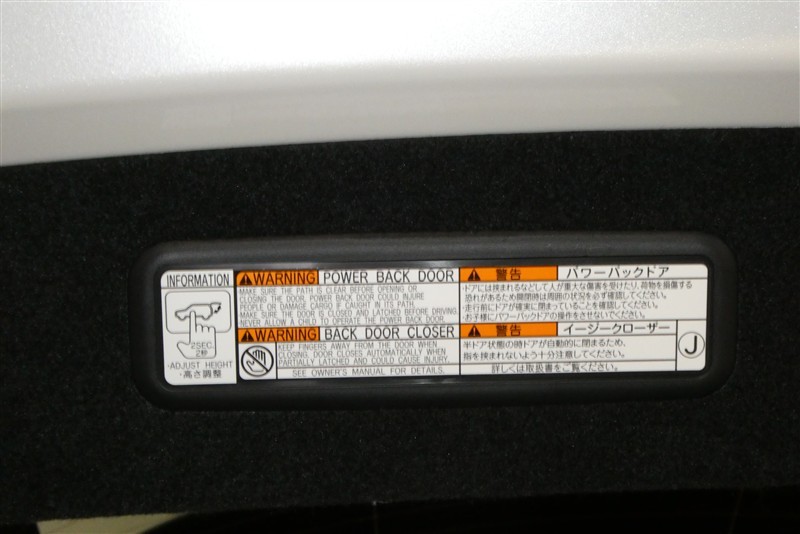 INFORMATION
2SEC.
2秒
·ADJUST HEIGHT
·高さ調整
WARNING POWER BACK DOOR
MAKE SURE THE PATH IS CLEAR BEFORE OPENING OR
CLOSING THE DOOR, POWER BACK DOOR COULD INJURE
PEOPLE OR DAMAGE CARGO IF CAUGHT IN ITS PATH.
MAKE SURE THE DOOR IS CLOSED AND LATCHED BEFORE DRIVING.
NEVER ALLOW A CHILD TO OPERATE THE POWER BACK DOOR.
WARNING BACK DOOR CLOSER
KEEP FINGERS AWAY FROM THE DOOR WHEN
CLOSING. DOOR CLOSES AUTOMATICALLY WHEN
PARTIALLY LATCHED AND COULD CAUSE INJURY.
SEE OWNER'S MANUAL FOR DETAILS.
警告 パワーバックドア
・ドアには挟まれるなどして人が重大な傷害を受けたり、荷物を損傷する
恐れがあるため開閉時は周囲の状況を必ず確認してください。
・走行前にドアが確実に閉まっていることを確認してください。
・お子様にパワーバックドアの操作をさせないでください。
警告 イージークローザー
半ドア状態の時ドアが自動的に閉まるため、
指を挟まれないよう十分注意してください。
詳しくは取扱書をご覧ください。
J